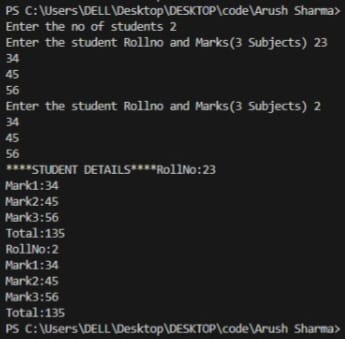 PS C:\Users\DELL\Desktop\DESKTOP\code\Arush Sharma>
Enter the no of students 2
Enter the student Rollno and Marks(3 Subjects) 23
34
45
56
Enter the student Rollno and Marks(3 Subjects) 2
34
45
56
****STUDENT DETAILS****RollNo:23
Mark1:34
Mark2:45
Mark3:56
Total:135
RollNo:2
Mark1:34
Mark2:45
Mark3:56
Total:135
PS C:\Users\DELL\Desktop\DESKTOP\code\Arush Sharma>